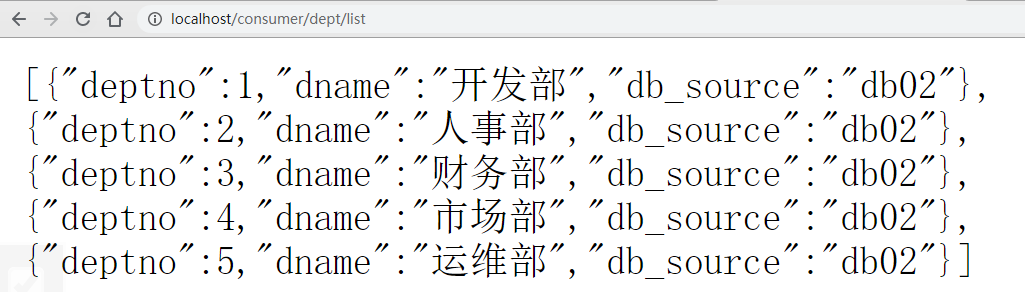 localhost/consumer/dept/list
[{"deptno":1,"dname":"开发部","db_source":"db02"},
{"deptno":2,"dname":"人事部","db_source":"db02"},
{"deptno":3,"dname":"财务部","db_source":"db02"},
{"deptno":4,"dname":"市场部","db_source":"db02"},
{"deptno":5,"dname":"运维部","db_source":"db02"}]